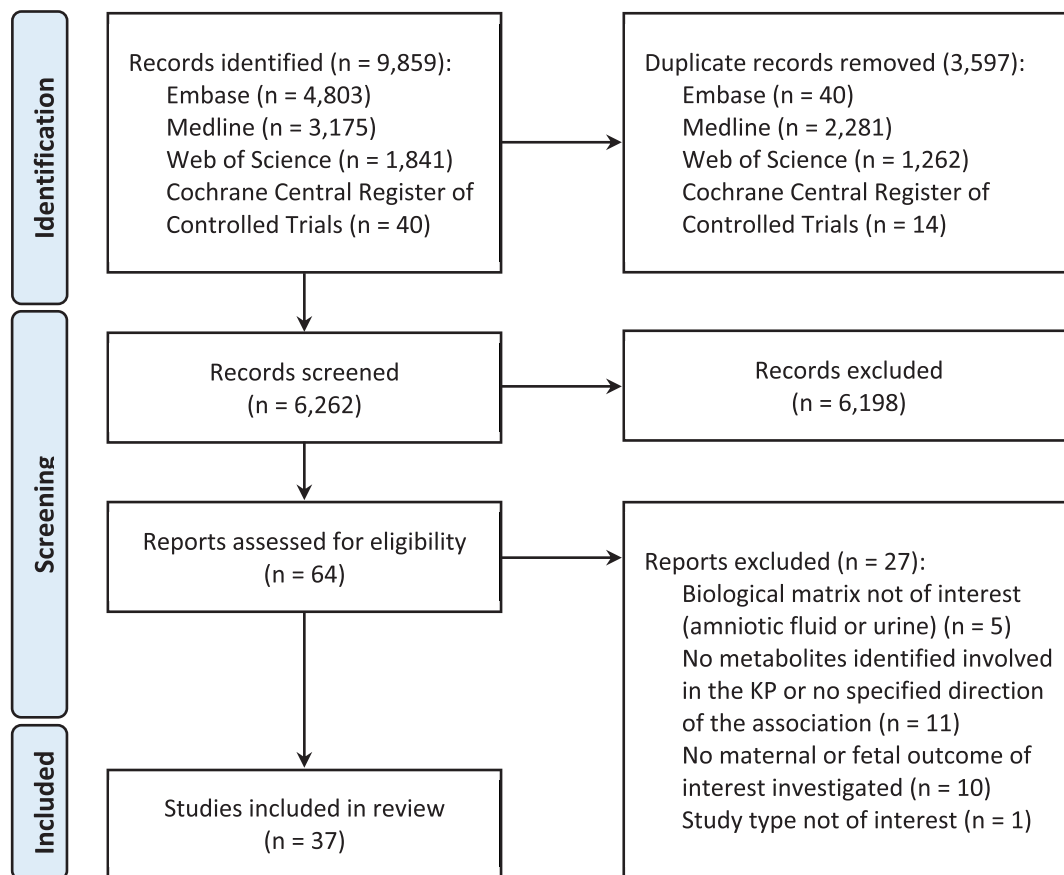 Identification
Records identified (n = 9,859):
Embase (n = 4,803)
Medline (n = 3,175)
Web of Science (n = 1,841)
Cochrane Central Register of
Controlled Trials (n = 40)
Duplicate records removed (3,597):
Embase (n = 40)
Medline (n = 2,281)
Web of Science (n = 1,262)
Cochrane Central Register of
Controlled Trials (n = 14)
Screening
Records screened
(n = 6,262)
Records excluded
(n = 6,198)
Reports assessed for eligibility
(n = 64)
Reports excluded (n = 27):
Biological matrix not of interest
(amniotic fluid or urine) (n = 5)
No metabolites identified involved
in the KP or no specified direction
of the association (n = 11)
No maternal or fetal outcome of
interest investigated (n = 10)
Study type not of interest (n = 1)
Included
Studies included in review
(n = 37)